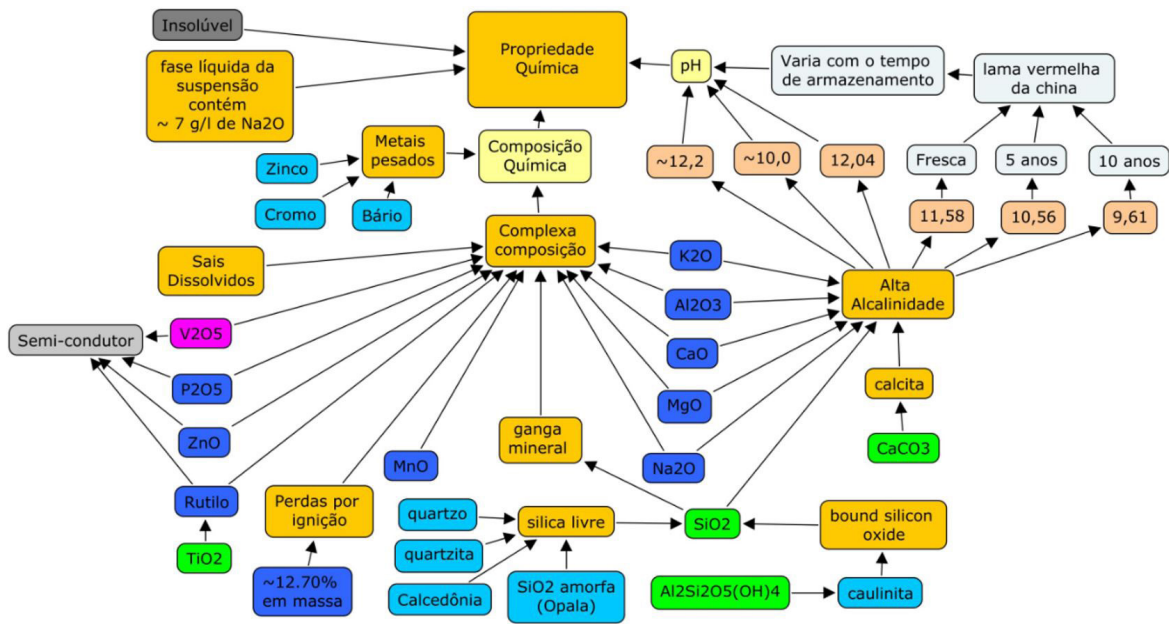 Insolúvel
Propriedade
Química
pH
Varia com o tempo
de armazenamento
lama vermelha
da china
fase líquida da
suspensão
contém
~ 7 g/l de Na2O
Metais
pesados
Composição
Química
~12,2
~10,0
12,04
Fresca
5 anos
10 anos
Zinco
Cromo
Bário
11,58
10,56
9,61
Complexa
composição
K2O
Sais
Dissolvidos
Al2O3
Alta
Alcalinidade
Semi-condutor
V2O5
CaO
P2O5
MgO
calcita
ZnO
ganga
mineral
CaCO3
MnO
Na2O
Rutilo
Perdas por
ignição
quartzo
silica livre
SiO2
bound silicon
oxide
TiO2
quartzita
~12.70%
em massa
Calcedônia
SiO2 amorfa
(Opala)
Al2Si2O5(OH)4
caulinita